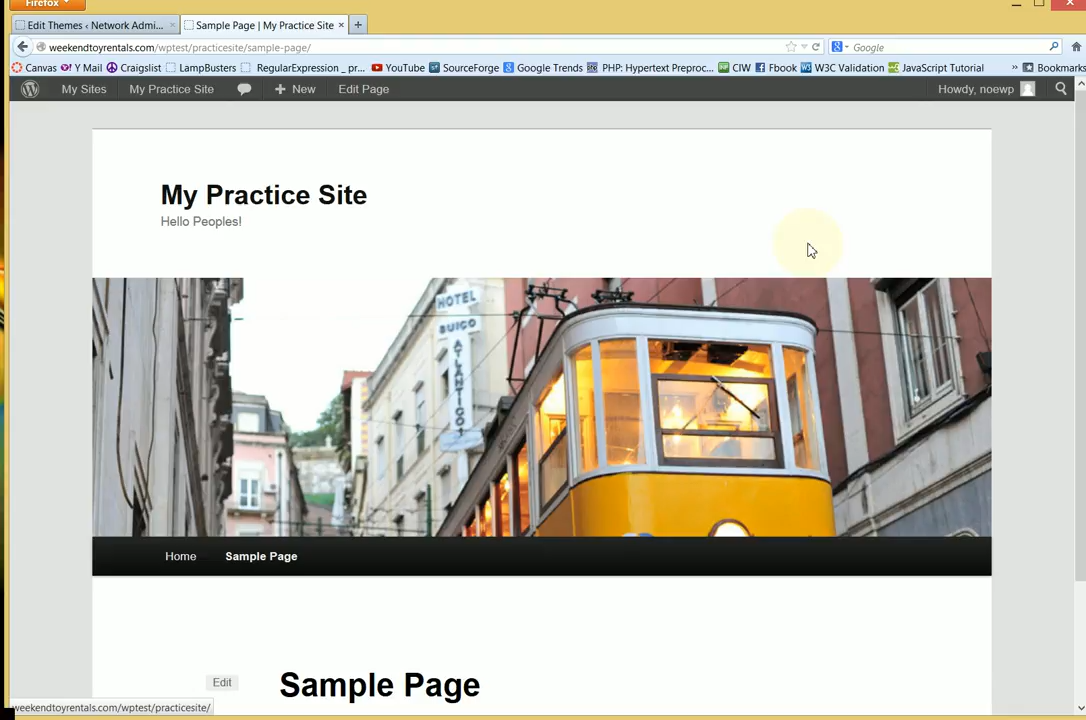 Firefox
Edit Themes ‹ Network Admi... × Sample Page | My Practice Site × +
weekendtoyrentals.com/wptest/practicesite/sample-page/ Google
Canvas Y! Mail Craigslist LampBusters RegularExpression _ pr... YouTube SourceForge Google Trends PHP: Hypertext Preproc... CIW Fbook W3C Validation JavaScript Tutorial » Bookmarks
My Sites My Practice Site + New Edit Page Howdy, noewp
My Practice Site
Hello Peoples!
HOTEL
SUICO
ATLANTICO
Home Sample Page
Edit Sample Page
weekendtoyrentals.com/wptest/practicesite/